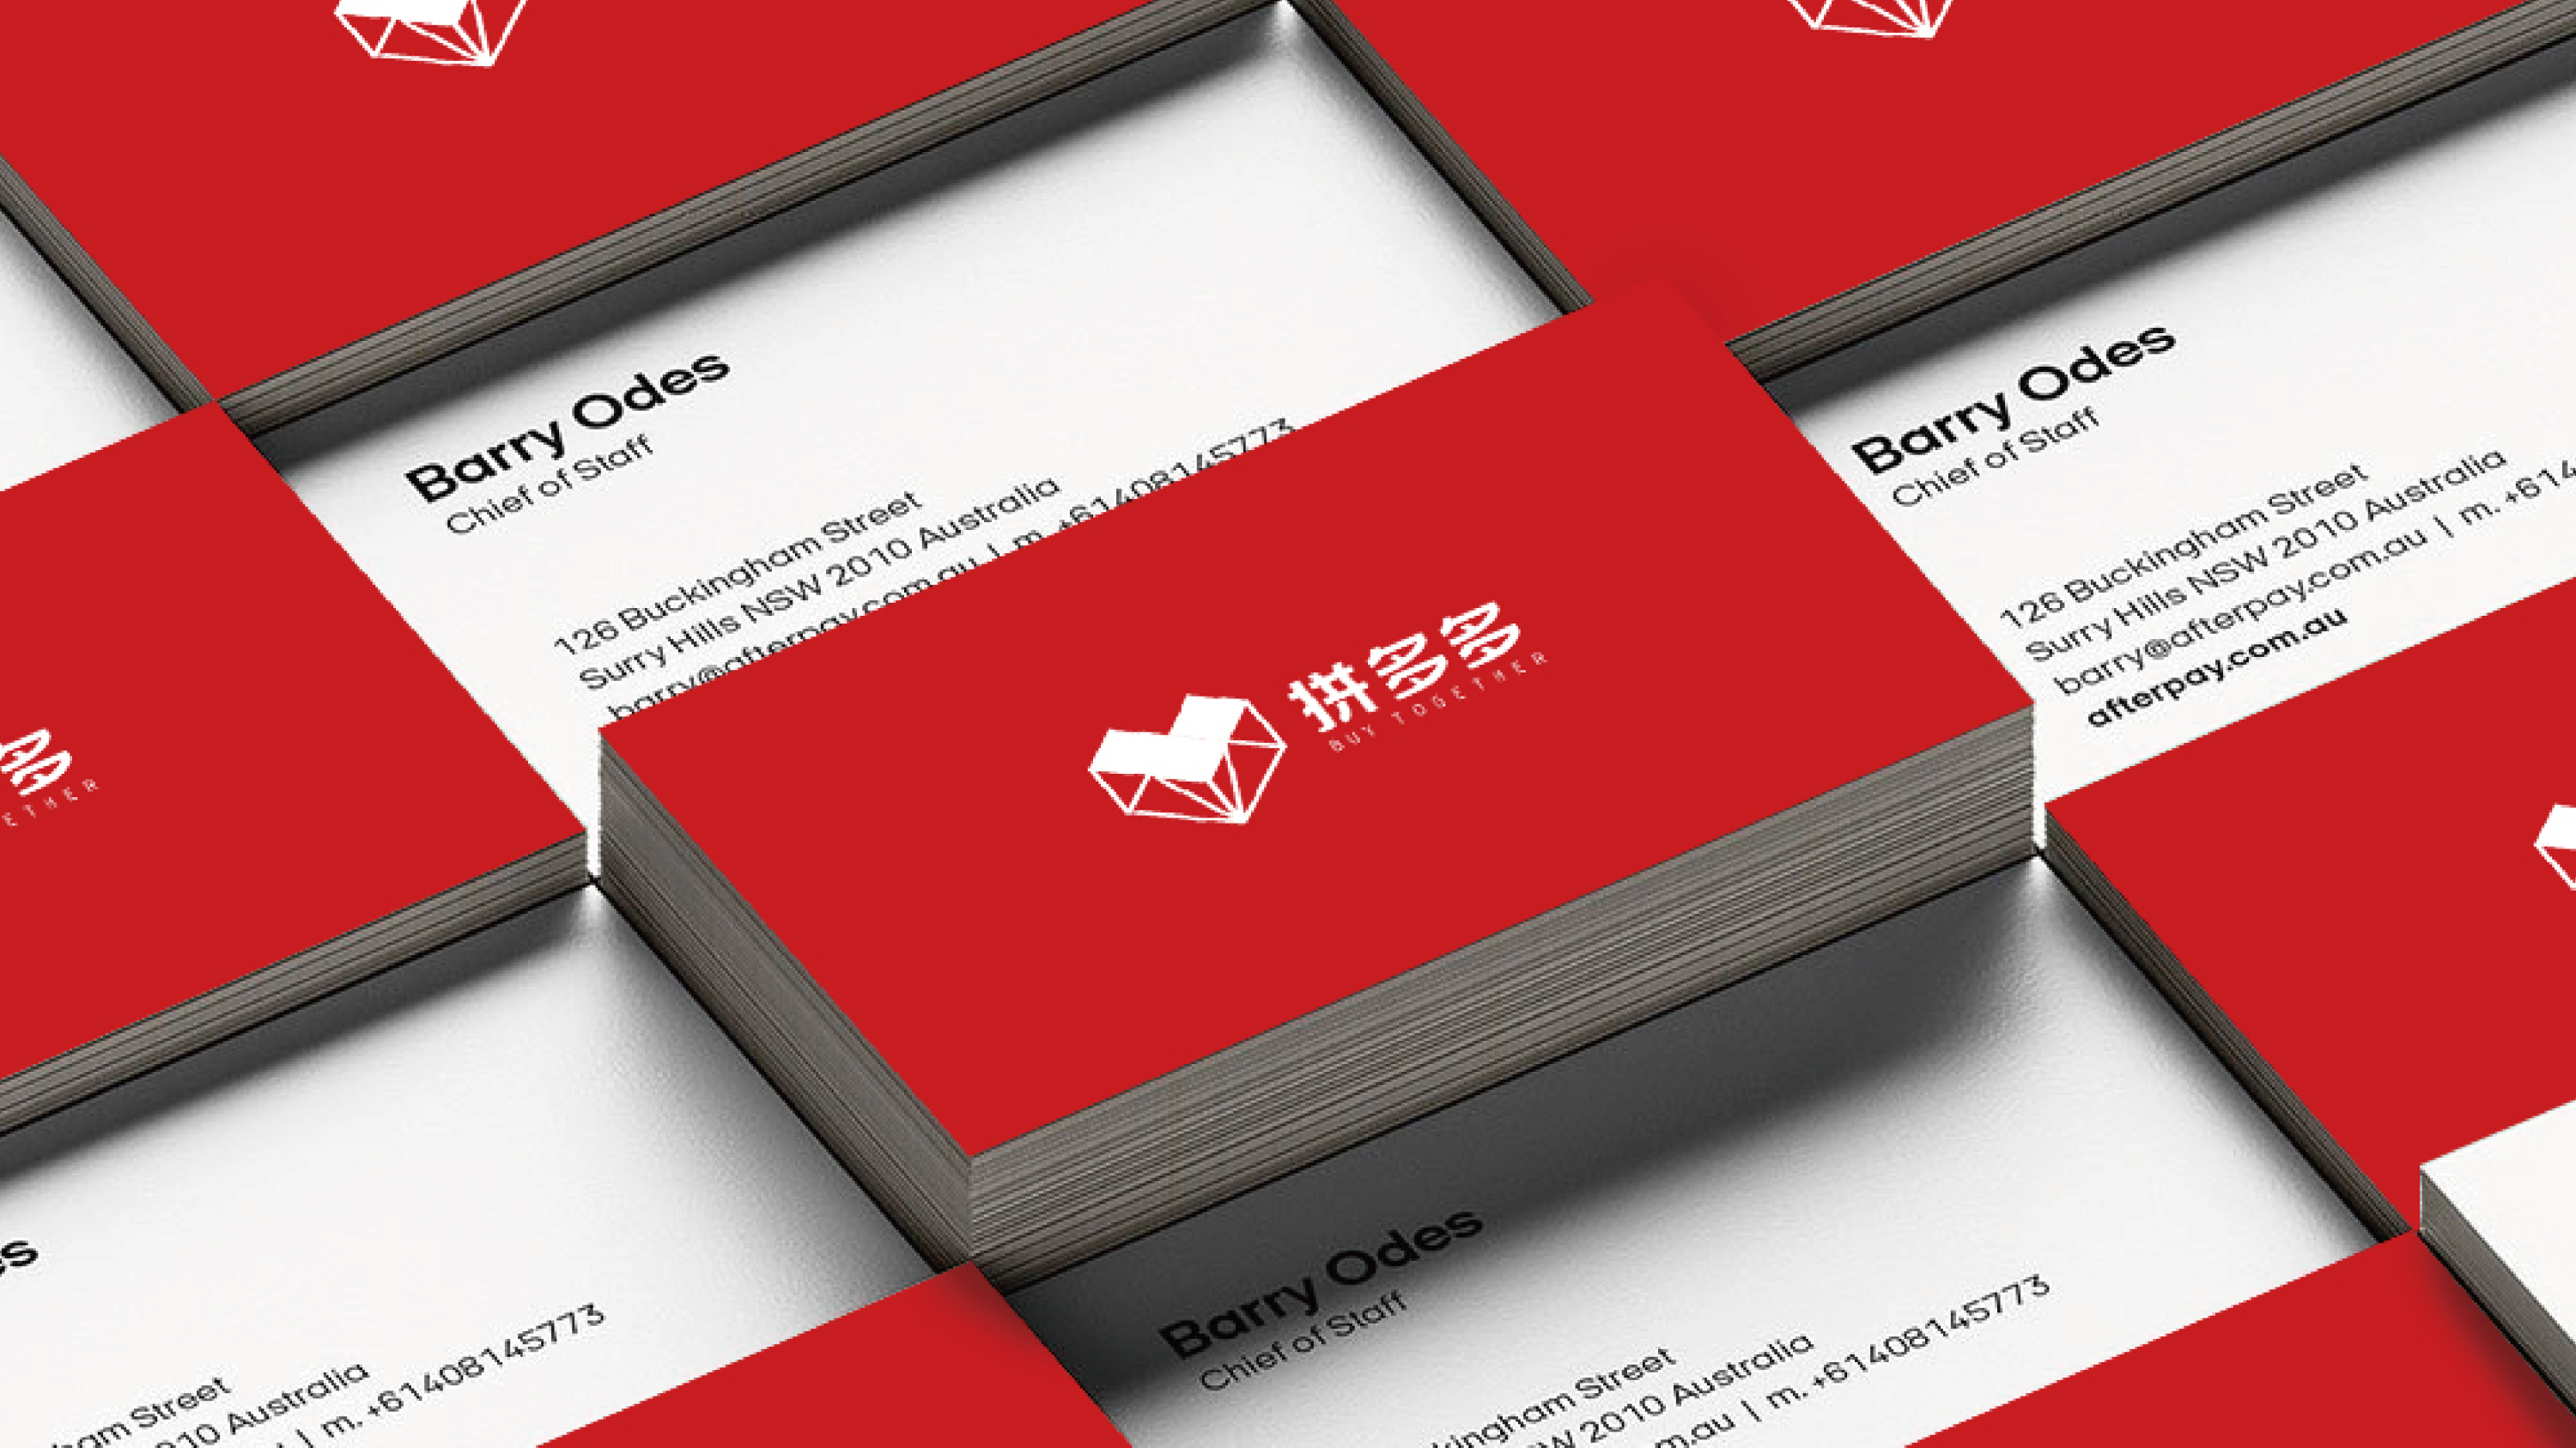 Barry Odes
Chief of Staff
126 Buckingham Street
Surry Hills NSW 2010 Australia
barry@afterpay.com.au | m. +61408145773
Barry Odes
Chief of Staff
126 Buckingham Street
Surry Hills NSW 2010 Australia
barry@afterpay.com.au | m. +614
afterpay.com.au
拼多多
BUY TOGETHER
多
ETHER
es
ham Street
010 Australia
| m. +61408145773
Barry Odes
Chief of Staff
kingham Street
W 2010 Australia
m.au | m. +61408145773